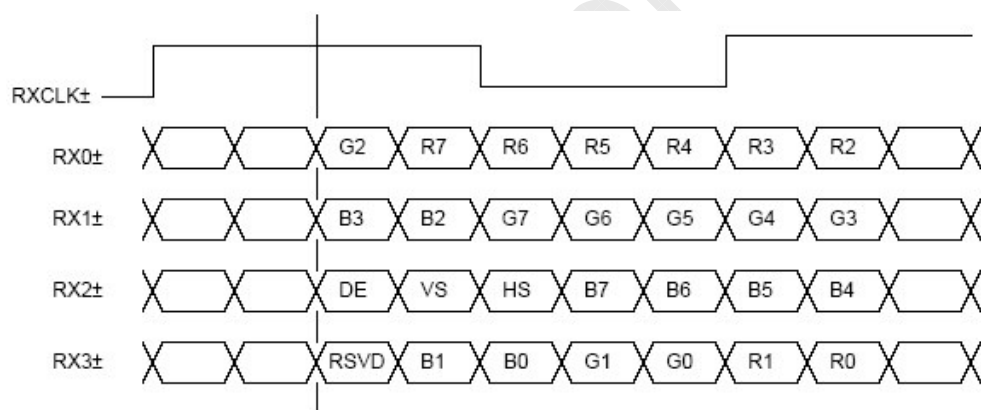 RXCLK±
RX0± G2 R7 R6 R5 R4 R3 R2
RX1± B3 B2 G7 G6 G5 G4 G3
RX2± DE VS HS B7 B6 B5 B4
RX3± RSVD B1 B0 G1 G0 R1 R0